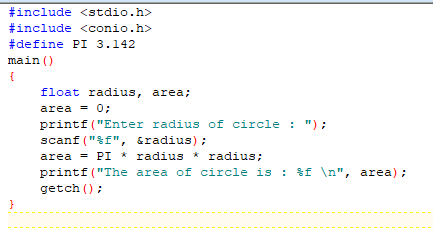 #include <stdio.h>
#include <conio.h>
#define PI 3.142
main()
{
    float radius, area;
    area = 0;
    printf("Enter radius of circle : ");
    scanf("%f", &radius);
    area = PI * radius * radius;
    printf("The area of circle is : %f \n", area);
    getch();
}